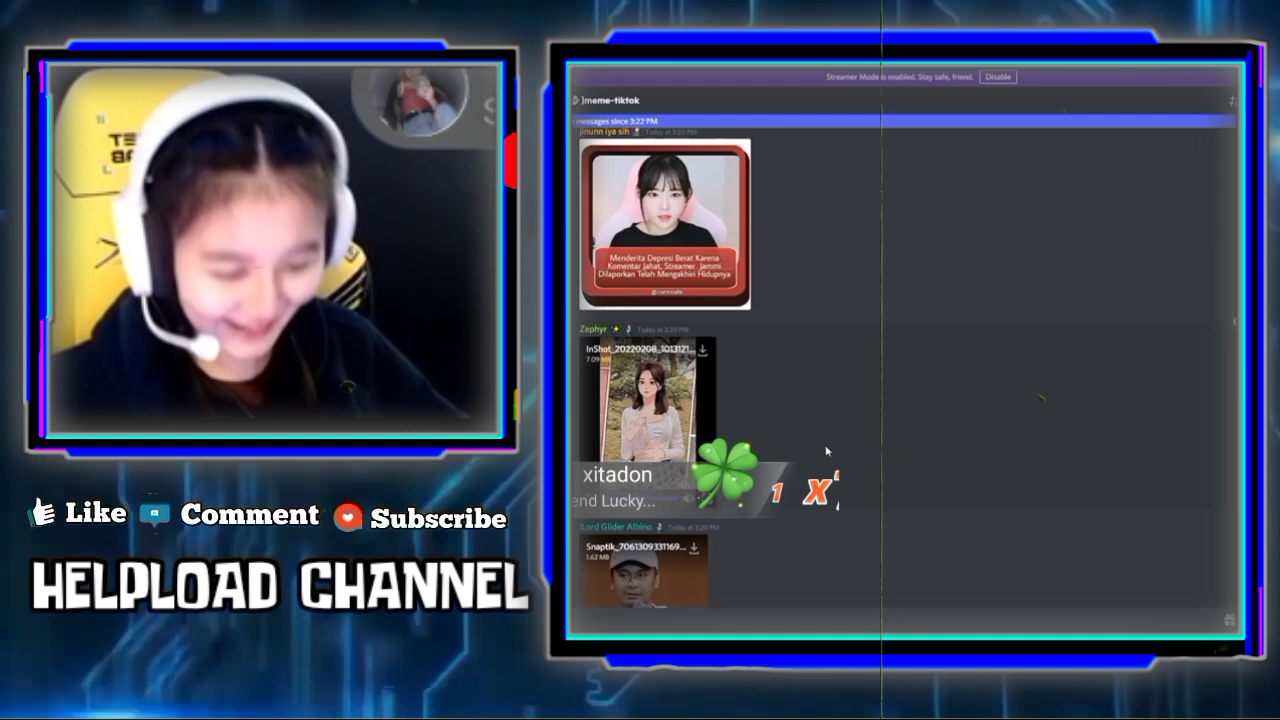 Streamer Mode is enabled. Stay safe, friend.
Disable
meme-tiktok
messages since 3:22 PM
jinunn iya sih
Today at 3:20 PM
Menderita Depresi Berat Karena
Komentar Jahat, Streamer Jammi
Dilaporkan Telah Mengakhiri Hidupnya
Zephyr
Today at 3:20 PM
InShot_20220208_1013121...
7.09 MB
xitadon
end Lucky...
1 X
Lord Glider Albino
Today at 3:20 PM
Snaptik_7061309331169...
1.62 MB
Like
Comment
Subscribe
HELPLOAD CHANNEL